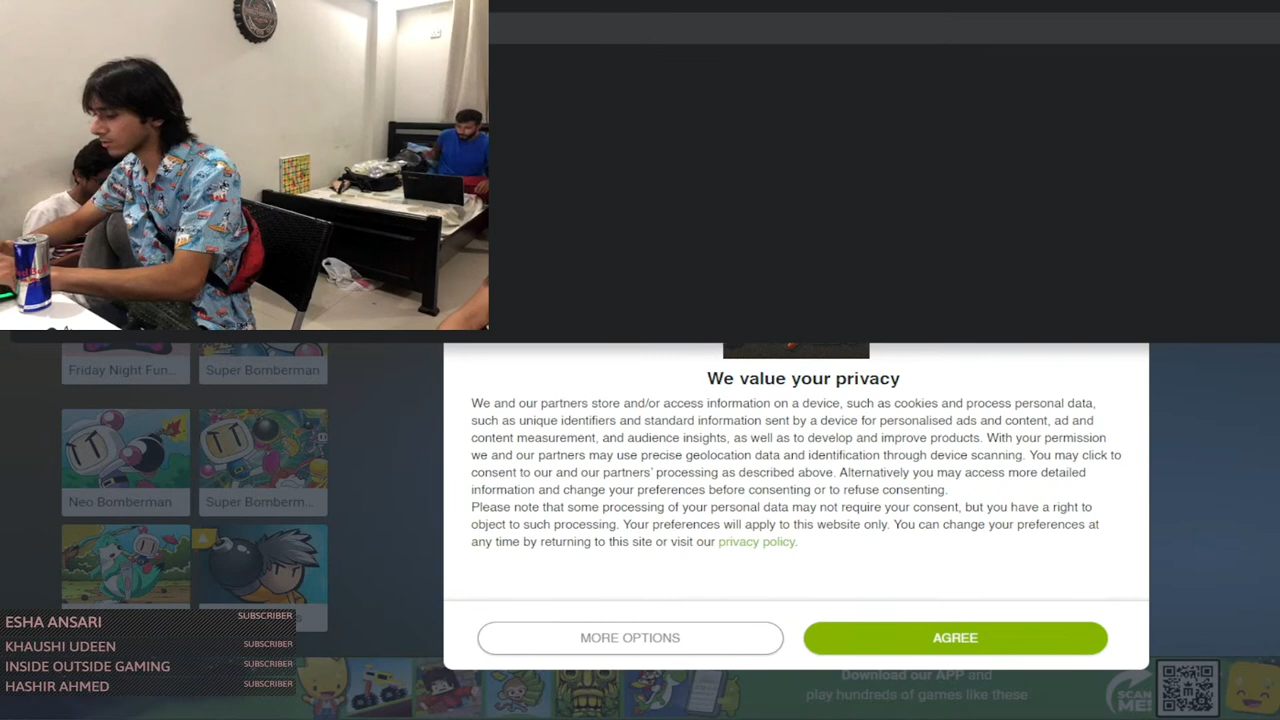 Red Bull
Friday Night Fun...
Super Bomberman
Neo Bomberman
Super Bomberm...
We value your privacy
We and our partners store and/or access information on a device, such as cookies and process personal data,
such as unique identifiers and standard information sent by a device for personalised ads and content, ad and
content measurement, and audience insights, as well as to develop and improve products. With your permission
we and our partners may use precise geolocation data and identification through device scanning. You may click to
consent to our and our partners' processing as described above. Alternatively you may access more detailed
information and change your preferences before consenting or to refuse consenting.
Please note that some processing of your personal data may not require your consent, but you have a right to
object to such processing. Your preferences will apply to this website only. You can change your preferences at
any time by returning to this site or visit our privacy policy.
MORE OPTIONS
AGREE
ESHA ANSARI SUBSCRIBER
KHAUSHI UDEEN SUBSCRIBER
INSIDE OUTSIDE GAMING SUBSCRIBER
HASHIR AHMED SUBSCRIBER
Download our APP and
play hundreds of games like these
SCAN
ME!